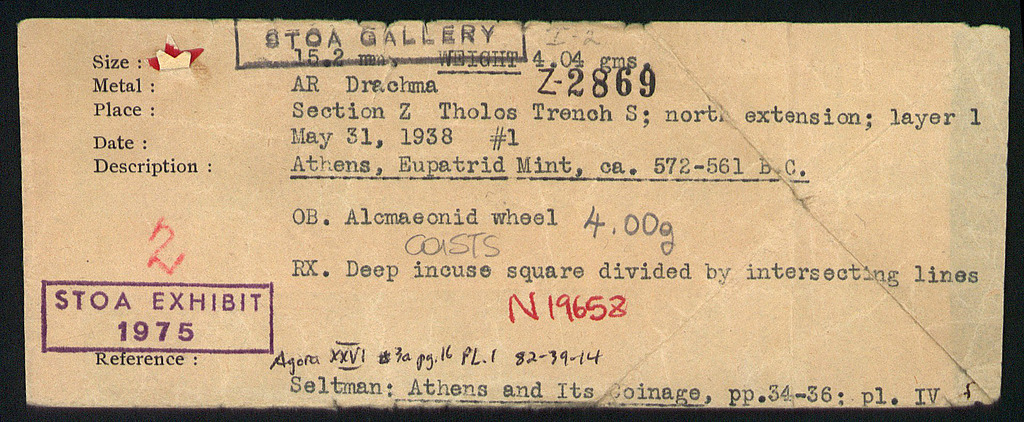 STOA GALLERY I-2
Size : 15.2 mm. WEIGHT 4.04 gms.
Metal : AR Drachma Z-2869
Place : Section Z Tholos Trench S; north extension; layer 1
Date : May 31, 1938 #1
Description : Athens, Eupatrid Mint, ca. 572-561 B.C.
OB. Alcmaeonid wheel 4.00g
2
RX. Deep incuse square divided by intersecting lines
STOA EXHIBIT
1975
N19658
Reference : Agora XXVI #3a pg.16 PL.1 82-39-14
Seltman: Athens and Its Coinage, pp.34-36; pl. IV